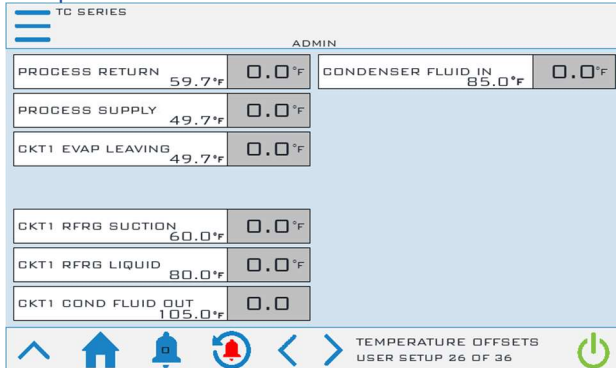 TC SERIES
ADMIN
PROCESS RETURN 59.7°F 0.0°F
CONDENSER FLUID IN 85.0°F 0.0°F
PROCESS SUPPLY 49.7°F 0.0°F
CKT1 EVAP LEAVING 49.7°F 0.0°F
CKT1 RFRG SUCTION 60.0°F 0.0°F
CKT1 RFRG LIQUID 80.0°F 0.0°F
CKT1 COND FLUID OUT 105.0°F 0.0
0
TEMPERATURE OFFSETS
USER SETUP 26 OF 36